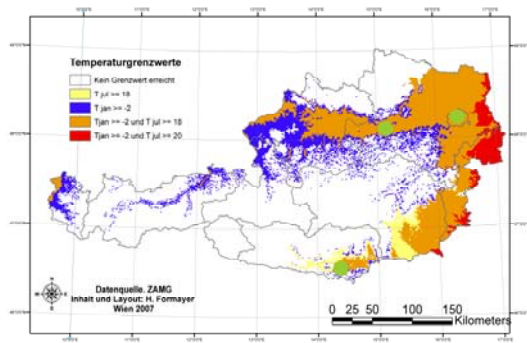 Temperaturgrenzwerte
Kein Grenzwert erreicht
T jul >= 18
T jan >= -2
Tjan >= -2 und T jul >= 18
Tjan >= -2 und T jul >= 20
Datenquelle. ZAMG
Inhalt und Layout: H. Formayer
Wien 2007
0 25 50 100 150
Kilometers